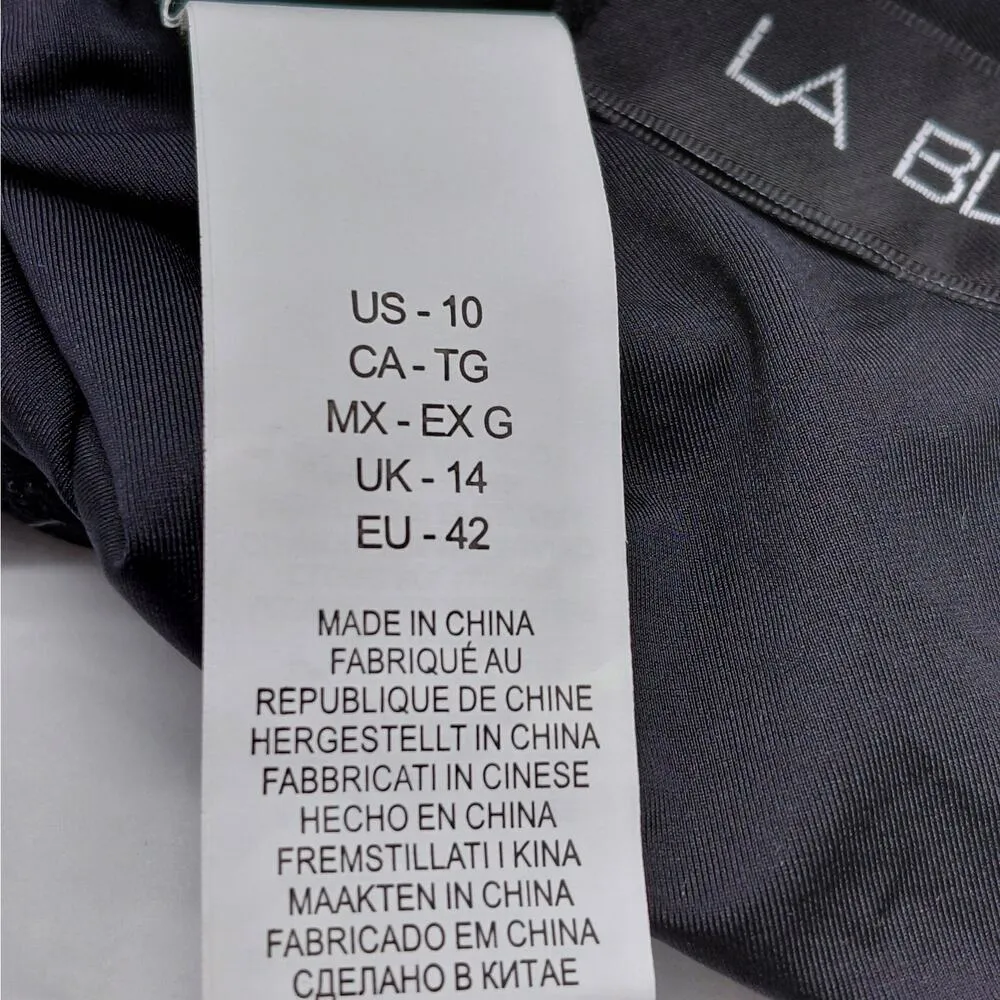 LA
US - 10
CA - TG
MX - EX G
UK - 14
EU - 42
MADE IN CHINA
FABRIQUÉ AU
REPUBLIQUE DE CHINE
HERGESTELLT IN CHINA
FABBRICATI IN CINESE
HECHO EN CHINA
FREMSTILLATI I KINA
MAAKTEN IN CHINA
FABRICADO EM CHINA
СДЕЛАНО В КИТАЕ